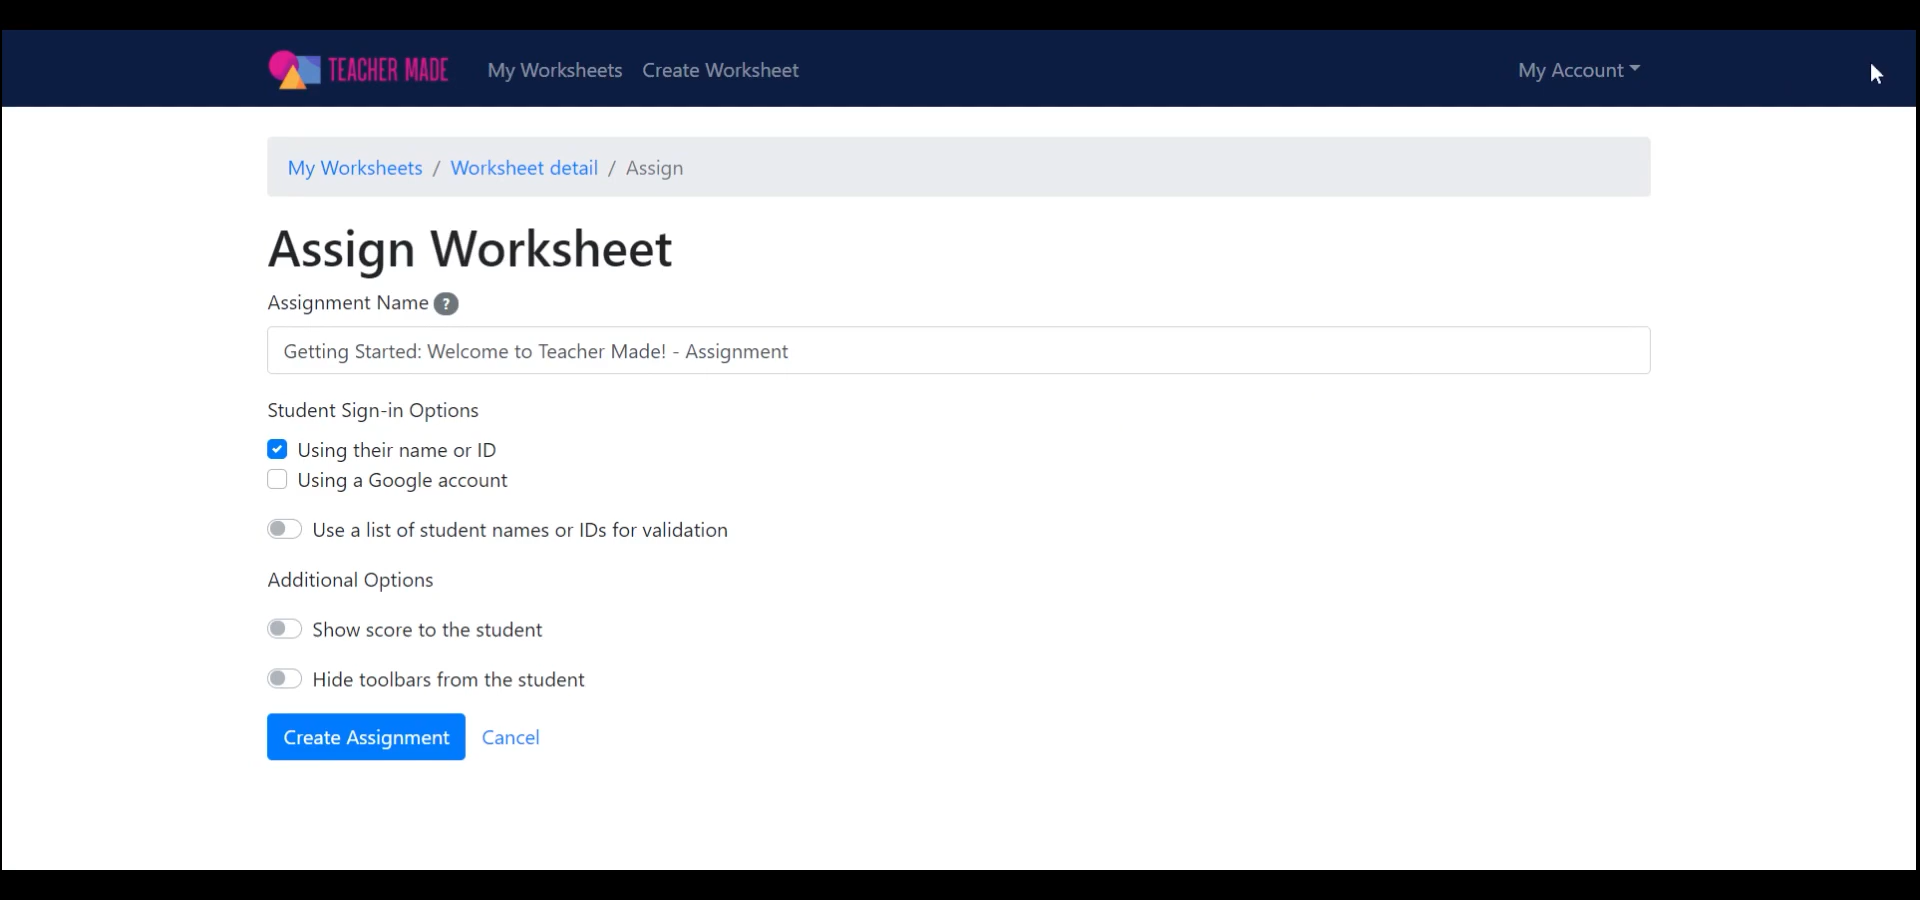 TEACHER MADE My Worksheets Create Worksheet My Account
My Worksheets / Worksheet detail / Assign
Assign Worksheet
Assignment Name ?
Getting Started: Welcome to Teacher Made! - Assignment
Student Sign-in Options
Using their name or ID
Using a Google account
Use a list of student names or IDs for validation
Additional Options
Show score to the student
Hide toolbars from the student
Create Assignment Cancel